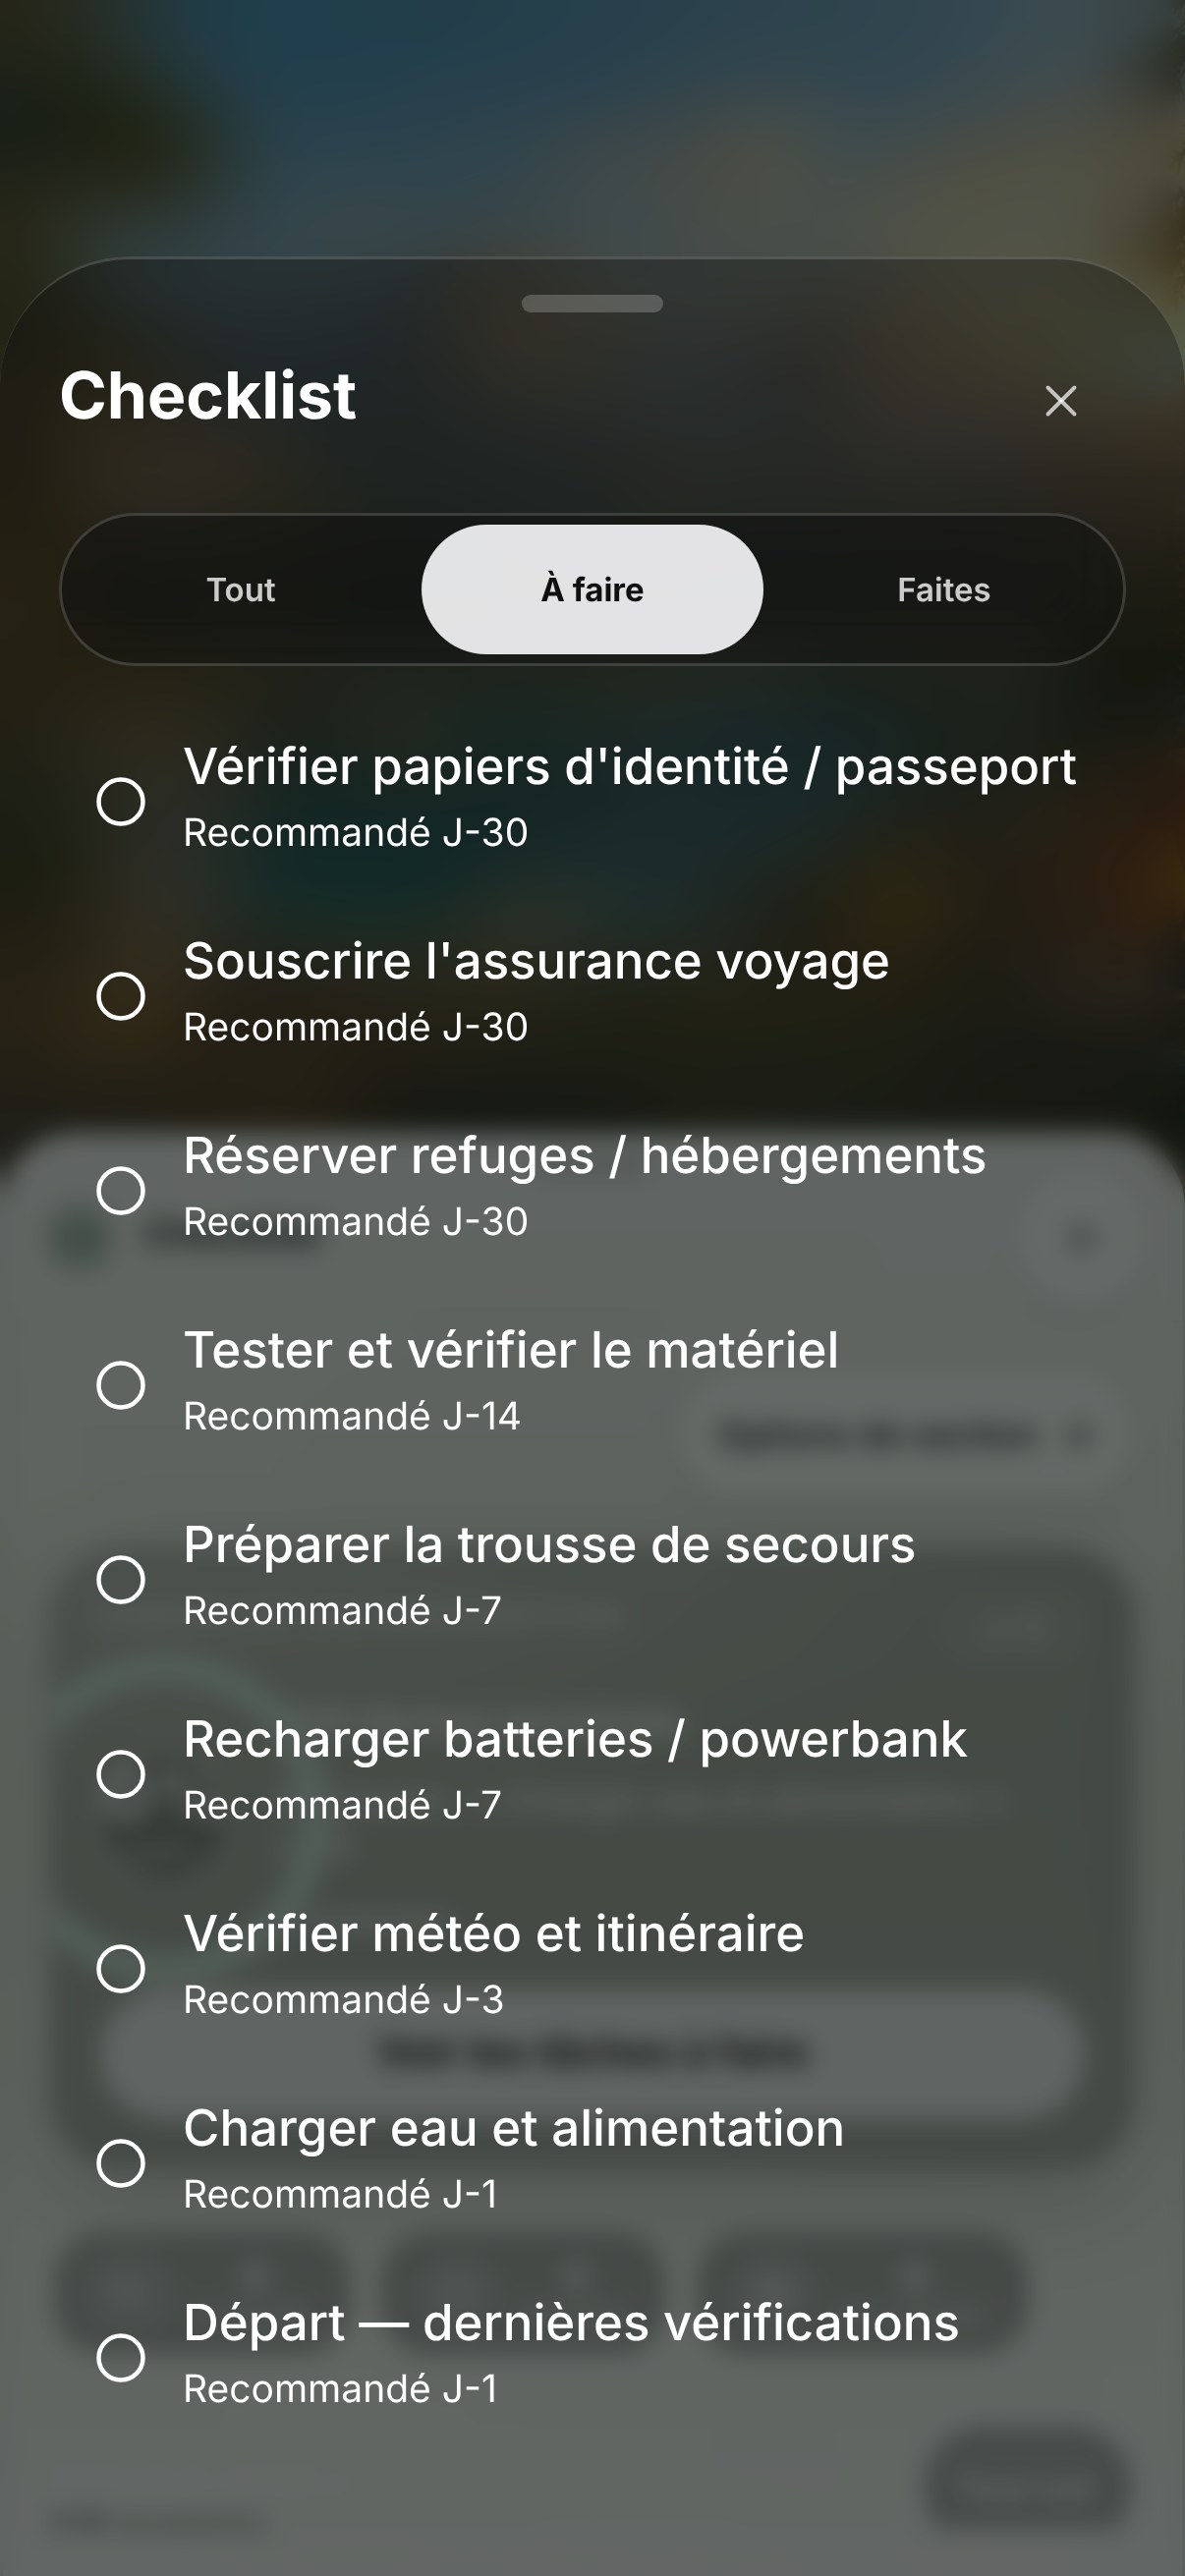 Checklist
Tout
À faire
Faites
Vérifier papiers d'identité / passeport
Recommandé J-30
Souscrire l'assurance voyage
Recommandé J-30
Réserver refuges / hébergements
Recommandé J-30
Tester et vérifier le matériel
Recommandé J-14
Préparer la trousse de secours
Recommandé J-7
Recharger batteries / powerbank
Recommandé J-7
Vérifier météo et itinéraire
Recommandé J-3
Charger eau et alimentation
Recommandé J-1
Départ — dernières vérifications
Recommandé J-1